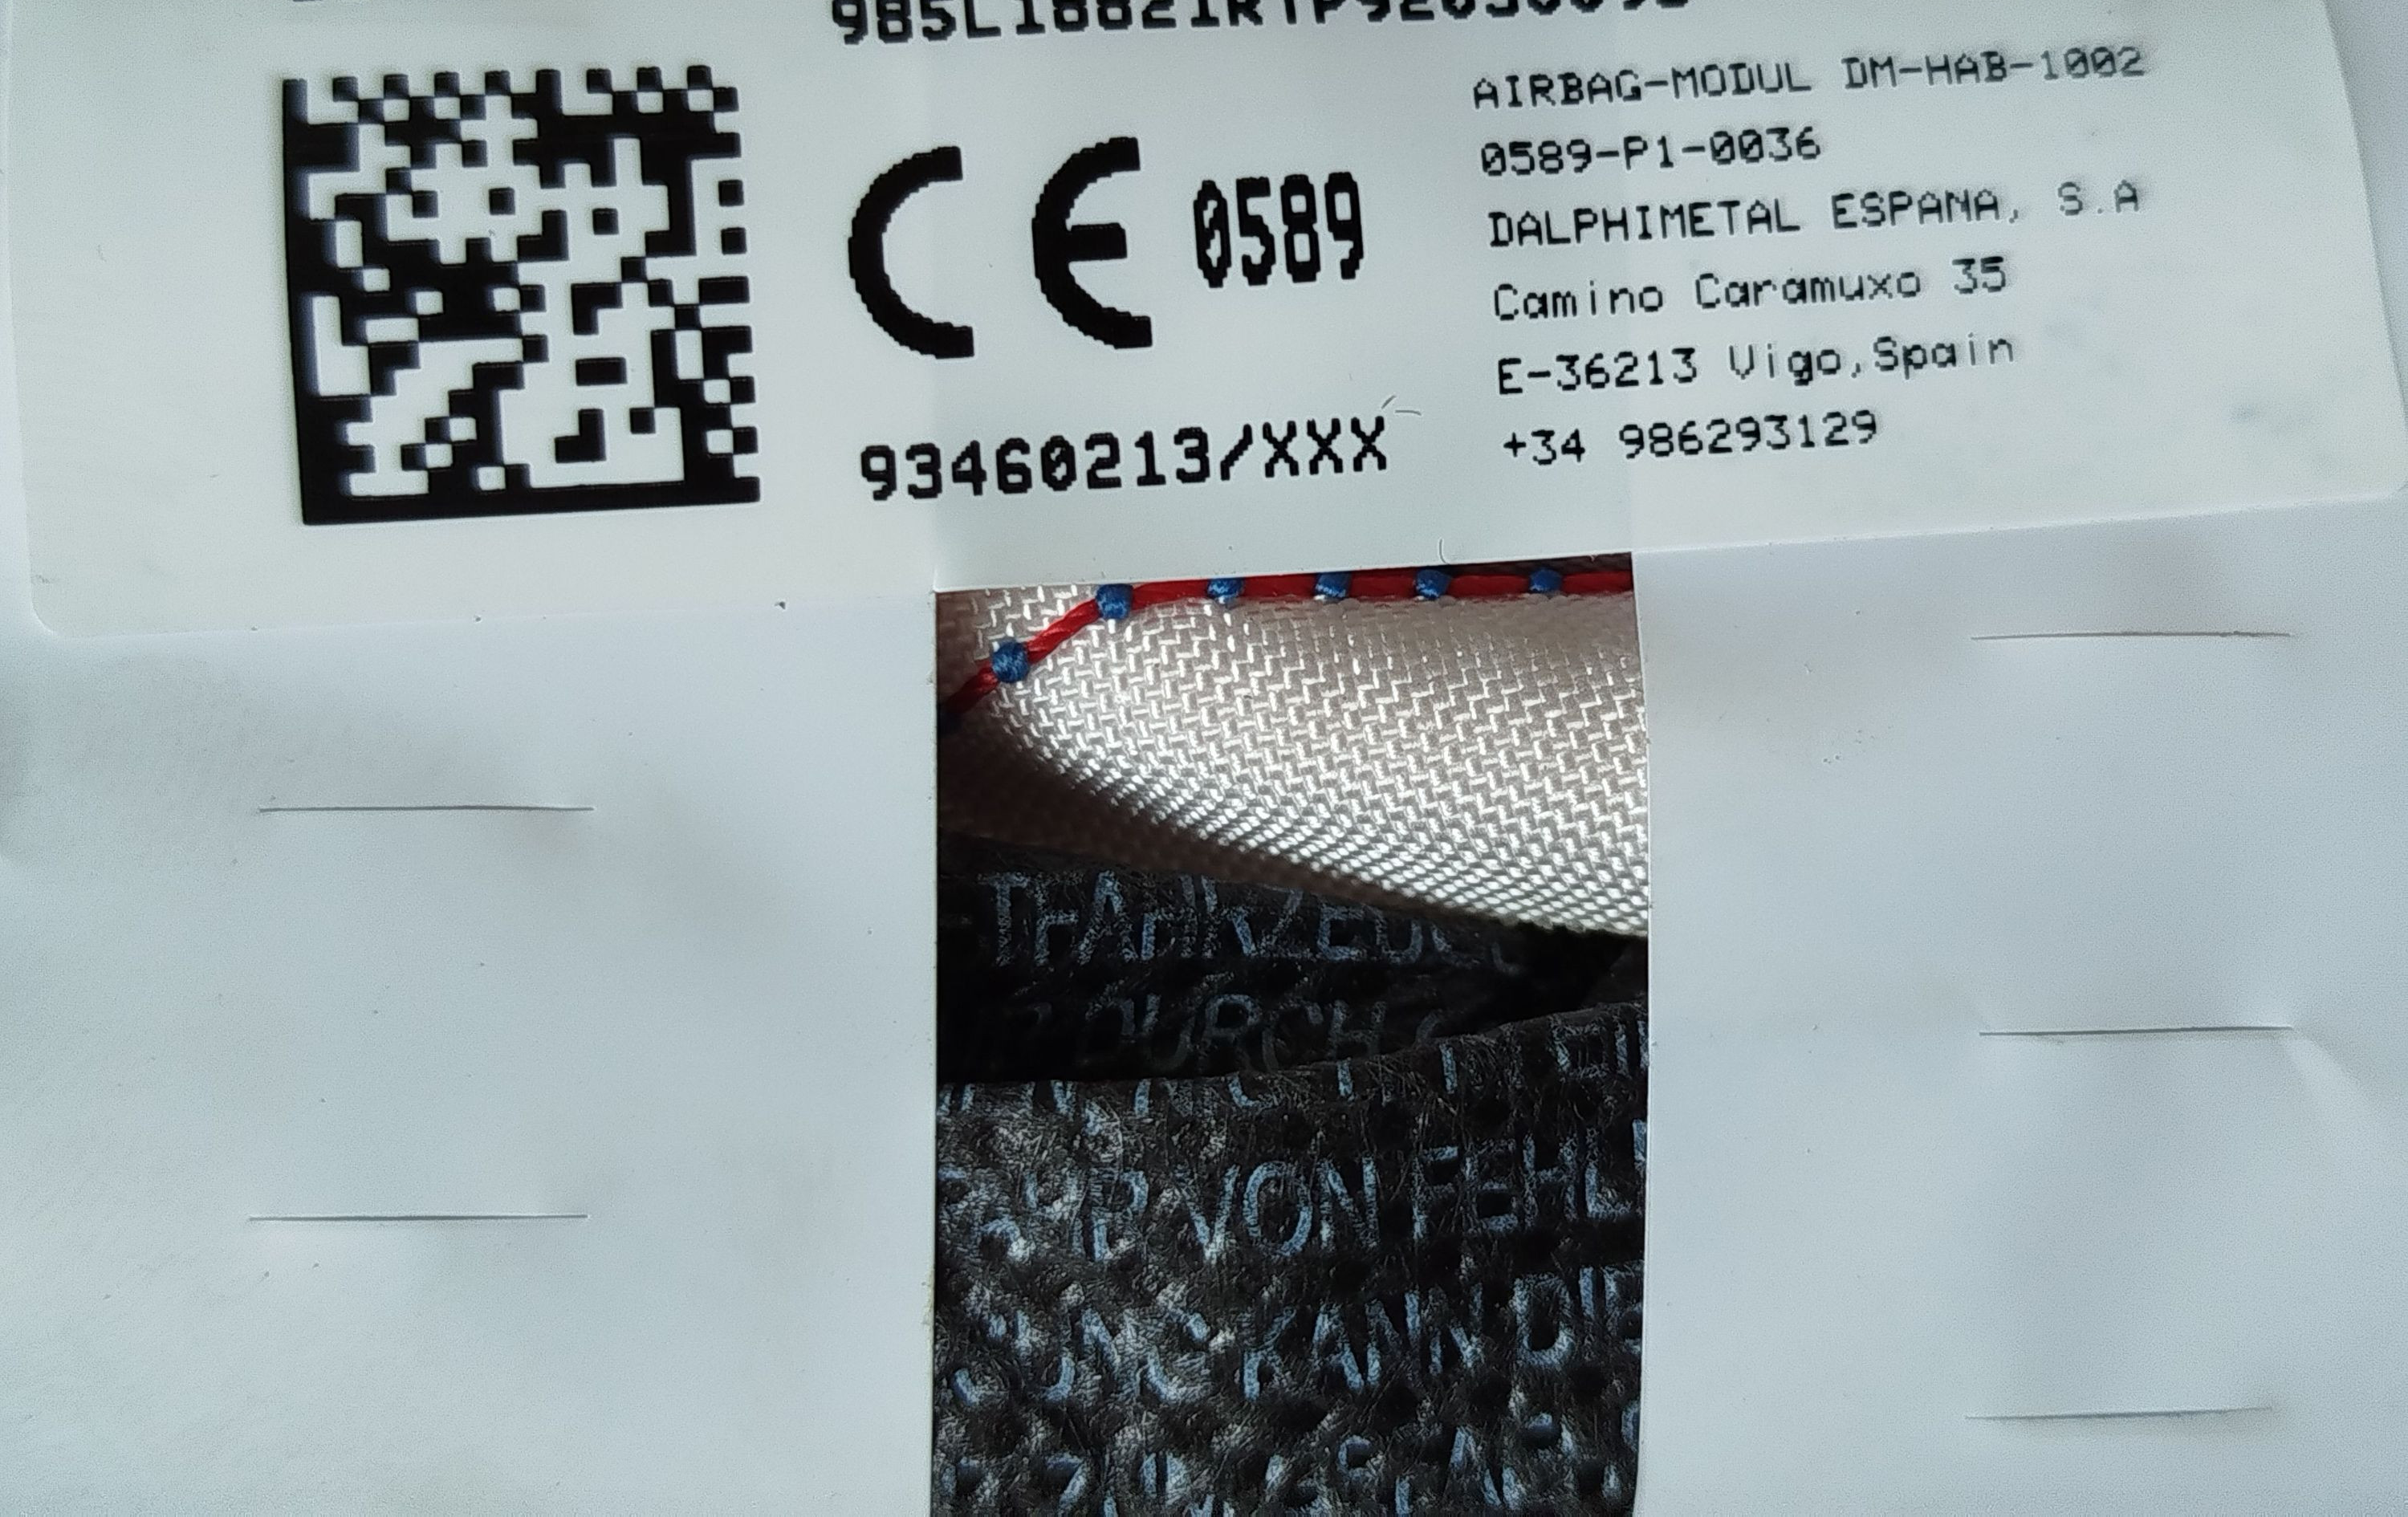 AIRBAG-MODUL DM-HAB-1002
0589-P1-0036
DALPHIMETAL ESPANA, S.A
Camino Caramuxo 35
E-36213 Vigo,Spain
+34 986293129
CE 0589
93460213/XXX
DURCH
VON FEHL
KANN DIE